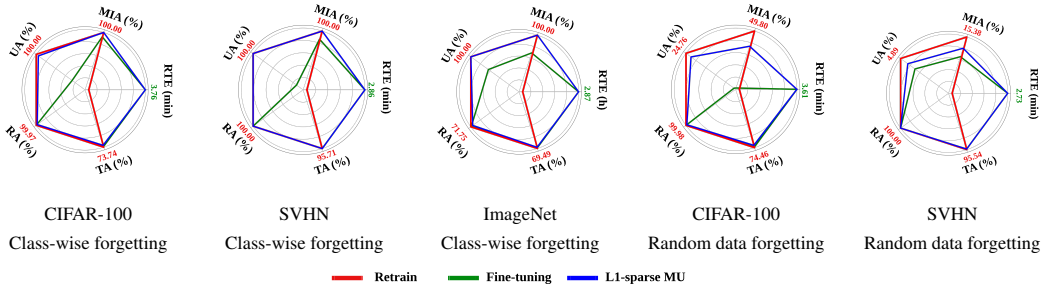 MIA (%)
100.00
UA (%)
100.00
RTE (min)
3.76
RA (%)
99.97
73.74
TA (%)
CIFAR-100
Class-wise forgetting
MIA (%)
100.00
UA (%)
100.00
RTE (min)
2.86
RA (%)
100.00
95.71
TA (%)
SVHN
Class-wise forgetting
MIA (%)
100.00
UA (%)
100.00
RTE (h)
2.87
RA (%)
71.75
69.49
TA (%)
ImageNet
Class-wise forgetting
MIA (%)
49.80
UA (%)
24.76
RTE (min)
3.61
RA (%)
99.98
74.46
TA (%)
CIFAR-100
Random data forgetting
MIA (%)
15.38
UA (%)
4.89
RTE (min)
2.73
RA (%)
100.00
95.54
TA (%)
SVHN
Random data forgetting
Retrain
Fine-tuning
L1-sparse MU